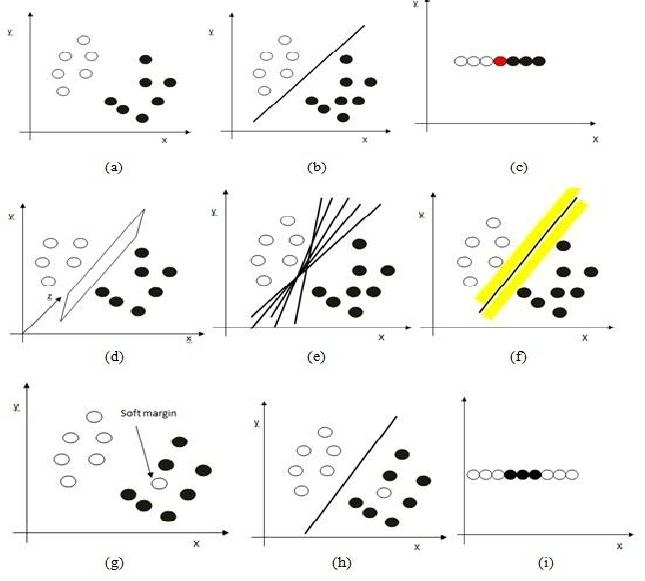 y
x
(a)
y
x
(b)
x
x
(c)
y
z
x
(d)
y
x
(e)
y
x
(f)
y
Soft margin
x
(g)
y
x
(h)
x
x
(i)